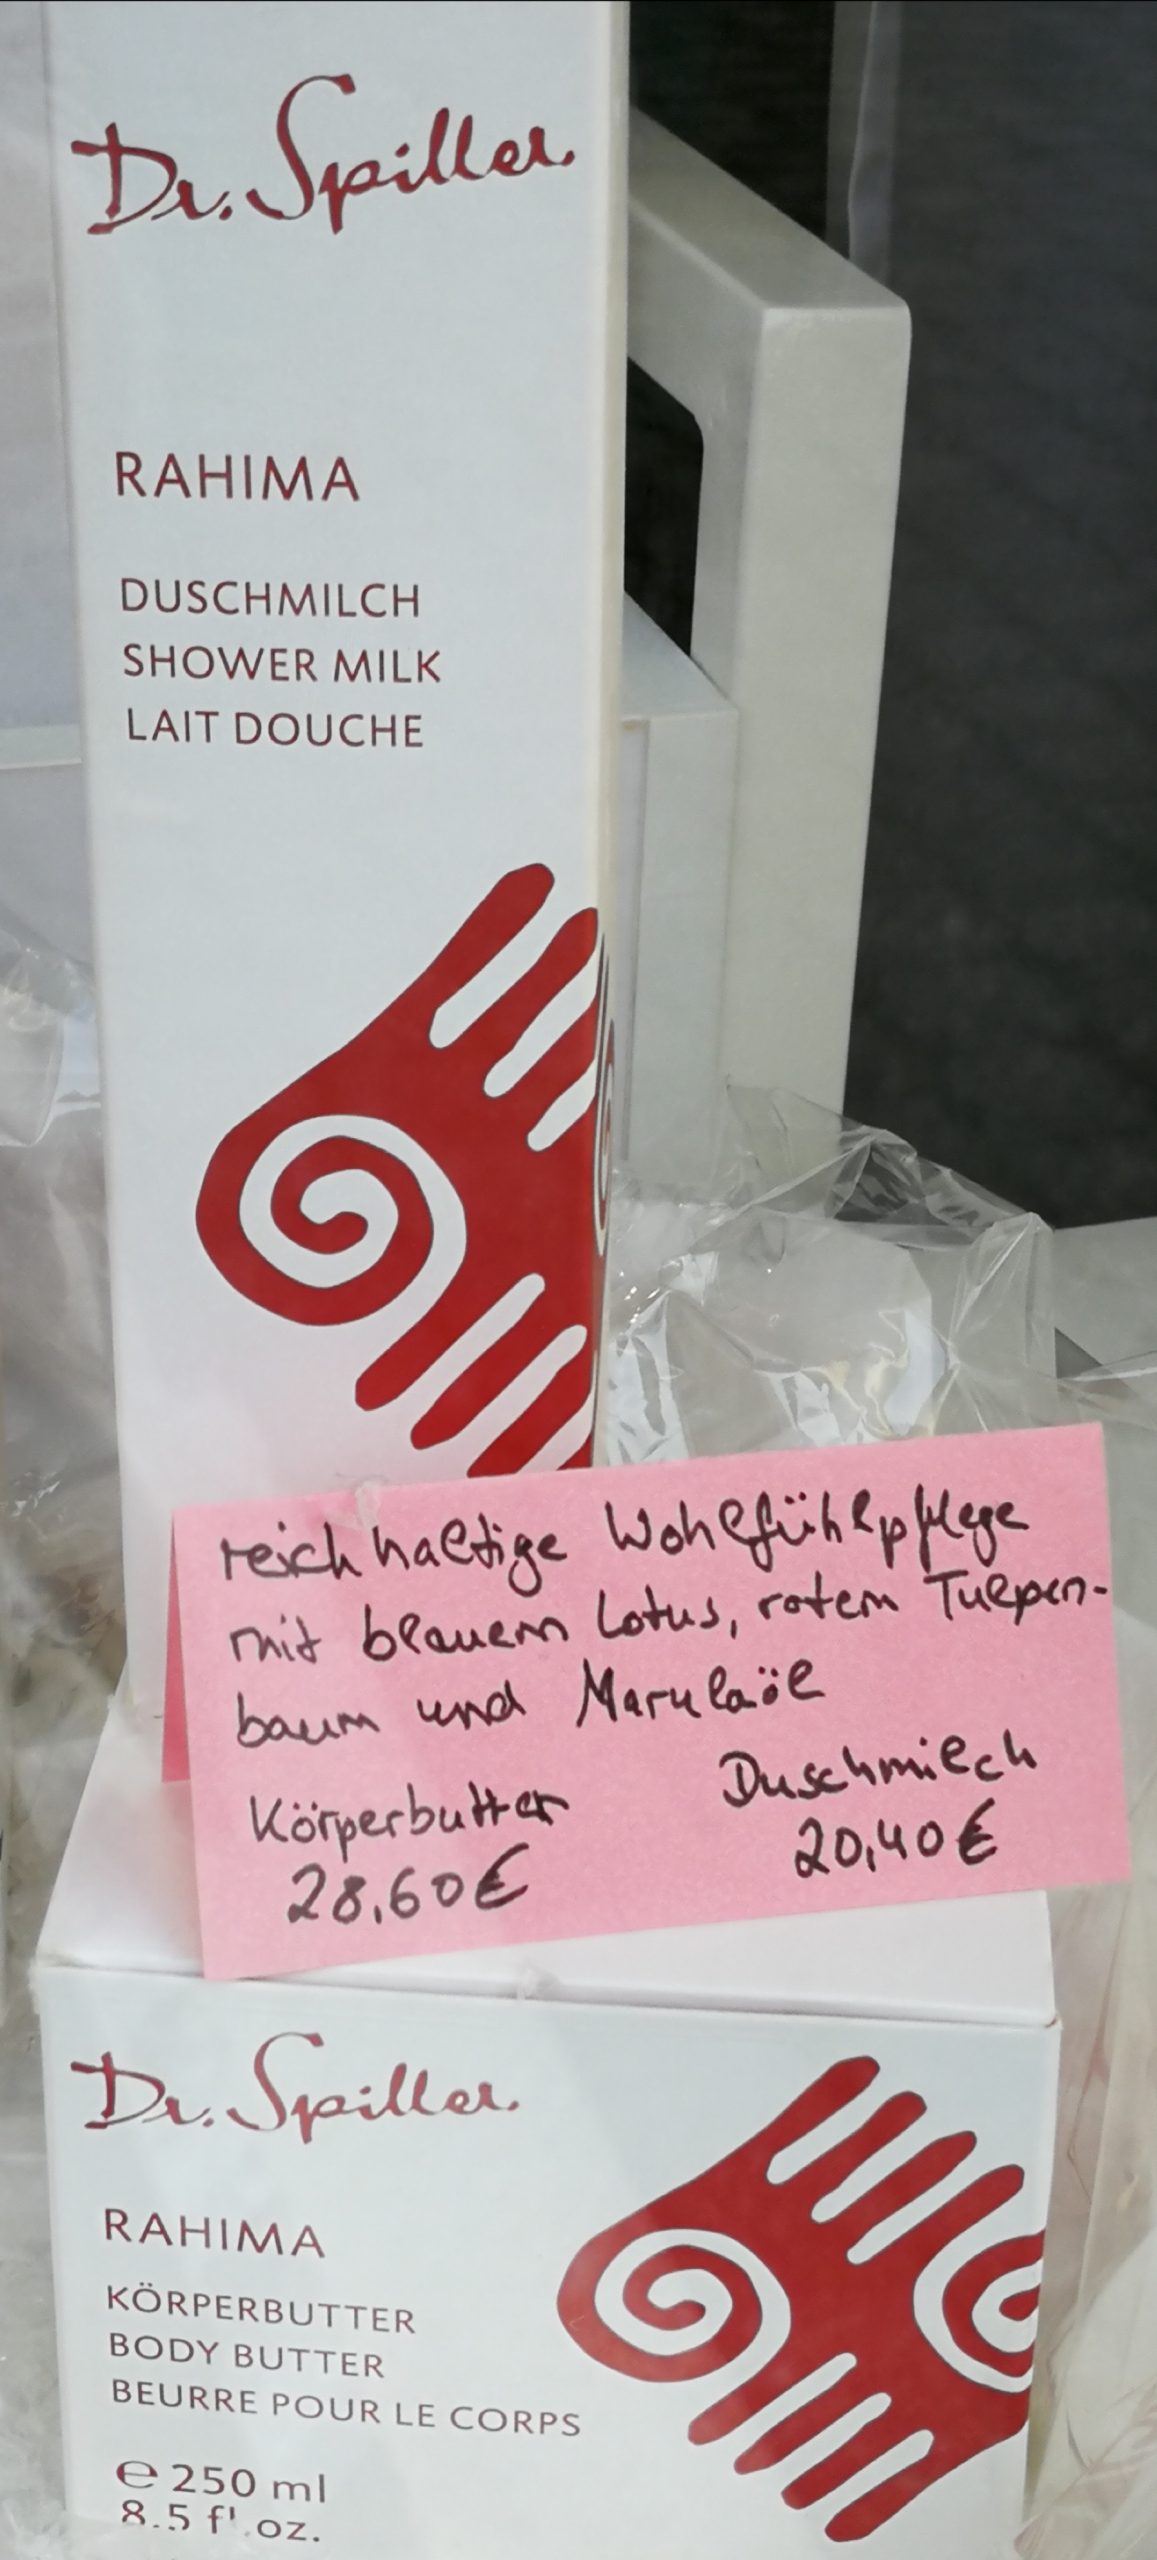 Dr. Spiller.
RAHIMA
DUSCHMILCH
SHOWER MILK
LAIT DOUCHE
reichhaltige Wohlfühlpflege
mit blauem Lotus, rotem Tulpen-
baum und Marulaöl
Körperbutter Duschmilch
28,60€ 20,40€
Dr. Spiller.
RAHIMA
KÖRPERBUTTER
BODY BUTTER
BEURRE POUR LE CORPS
℮ 250 ml
8.5 fl.oz.